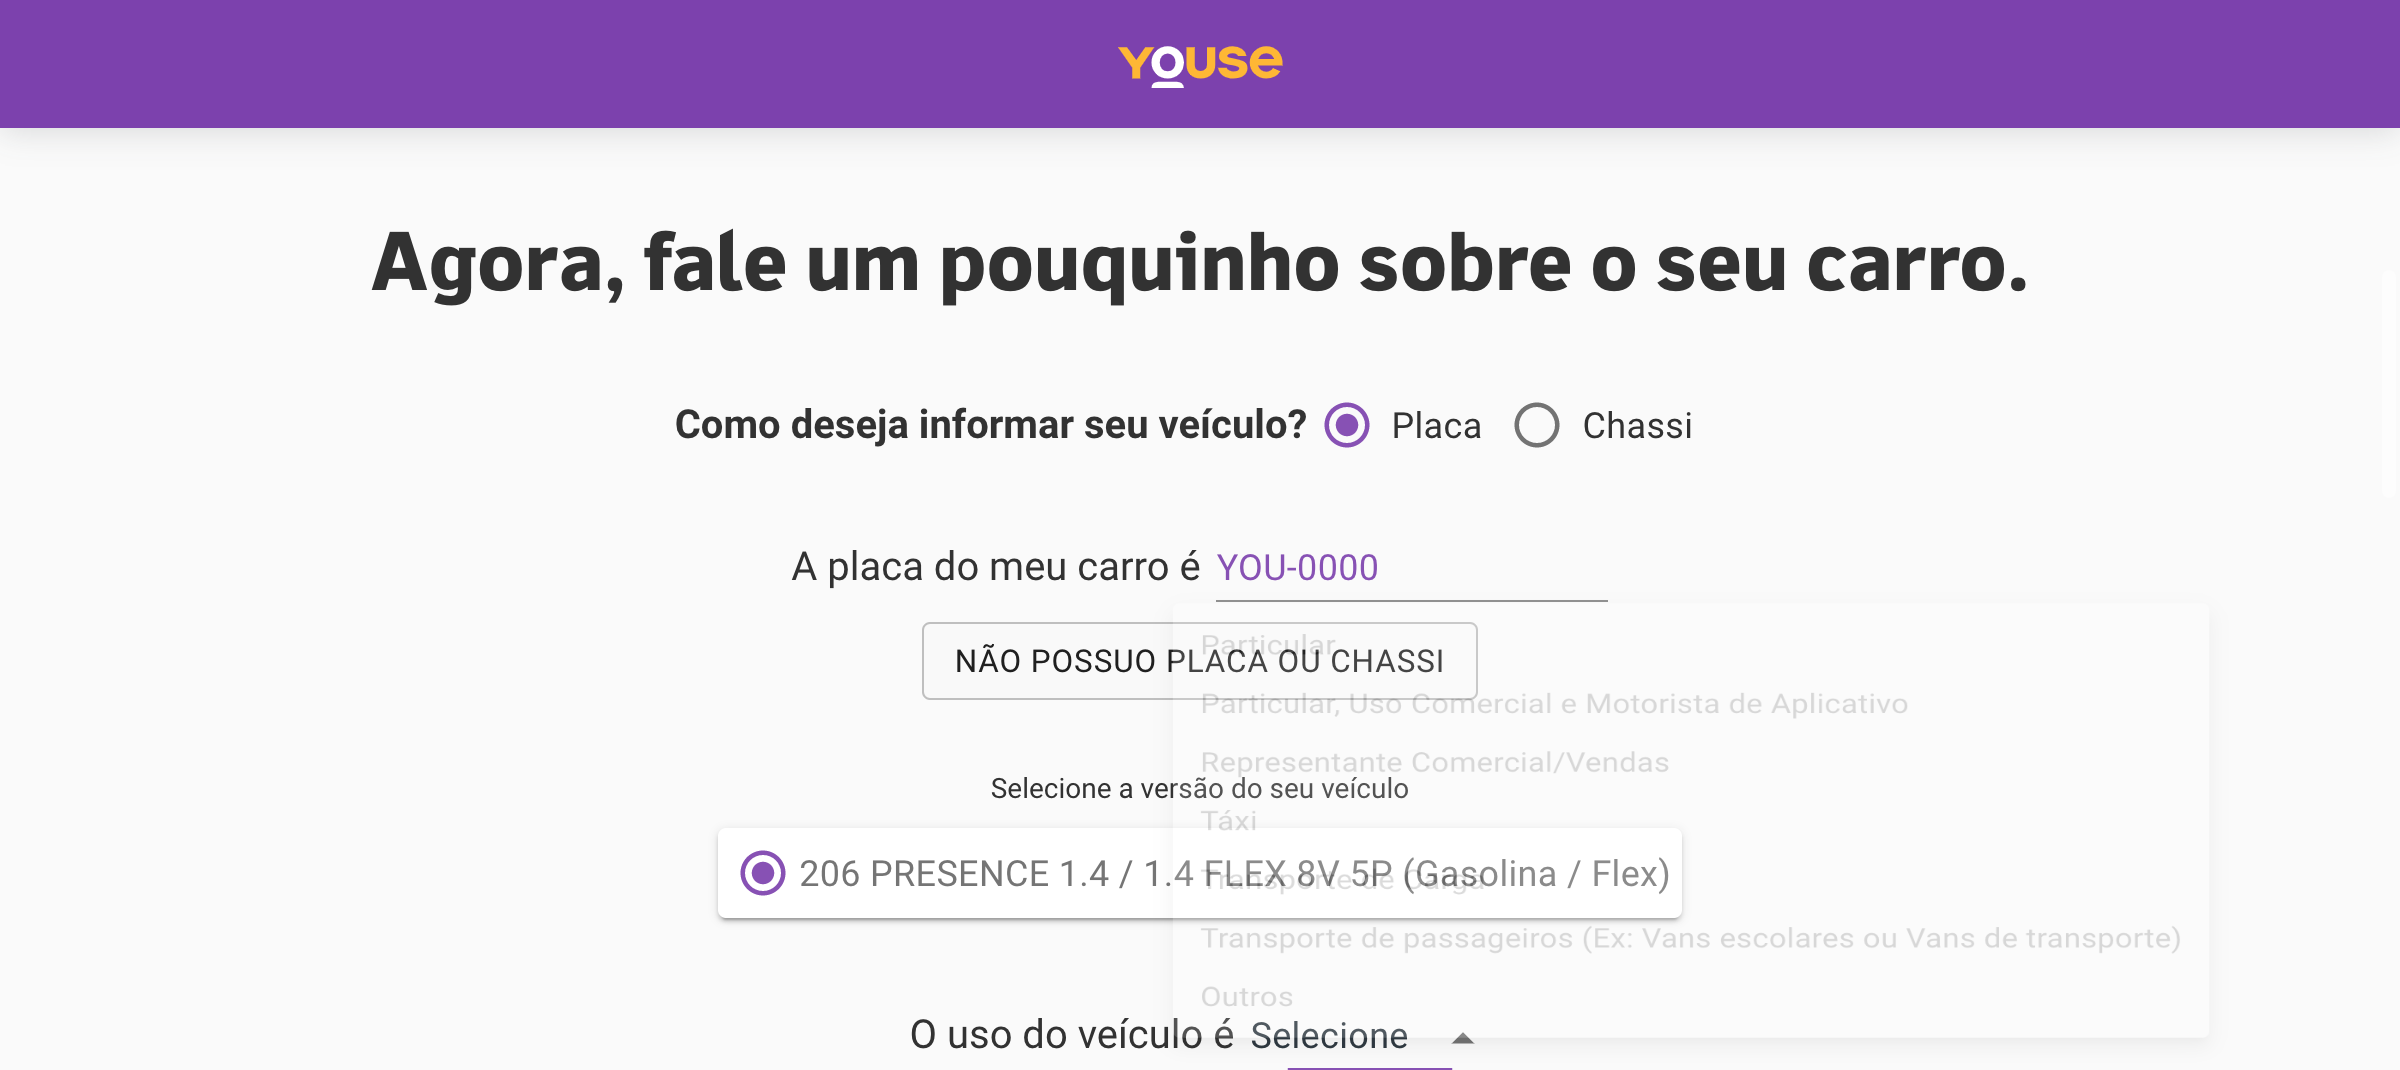 YOUSE
Agora, fale um pouquinho sobre o seu carro.
Como deseja informar seu veículo? Placa Chassi
A placa do meu carro é YOU-0000
Particular
NÃO POSSUO PLACA OU CHASSI
Particular, Uso Comercial e Motorista de Aplicativo
Representante Comercial/Vendas
Selecione a versão do seu veículo
Táxi
206 PRESENCE 1.4 / 1.4 FLEX 8V 5P (Gasolina / Flex)
Transporte de Carga
Transporte de passageiros (Ex: Vans escolares ou Vans de transporte)
Outros
O uso do veículo é Selecione